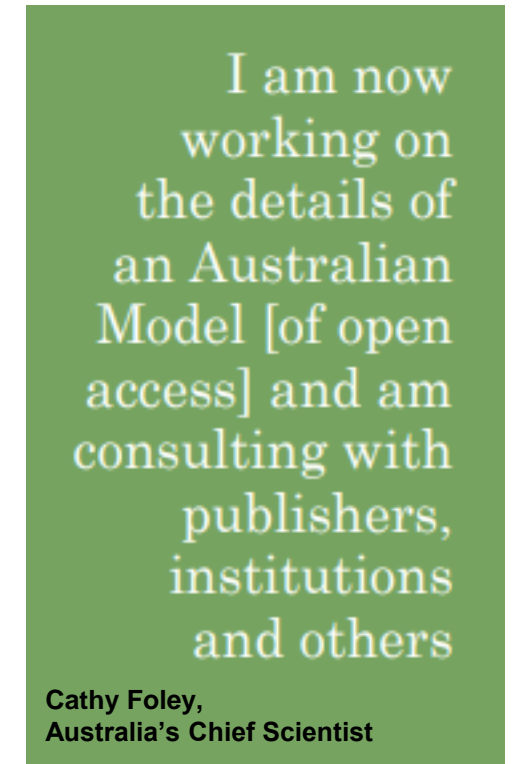 I am now
working on
the details of
an Australian
Model [of open
access] and am
consulting with
publishers,
institutions
and others
Cathy Foley,
Australia’s Chief Scientist